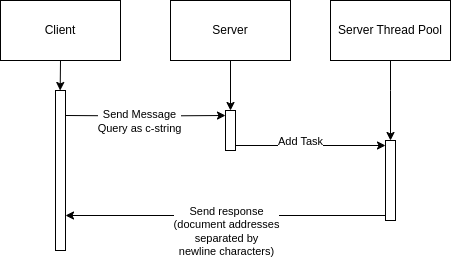 Client
Server
Server Thread Pool
Send Message
Query as c-string
Add Task
Send response
(document addresses
separated by
newline characters)